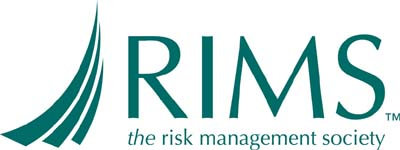 RIMS™
the risk management society